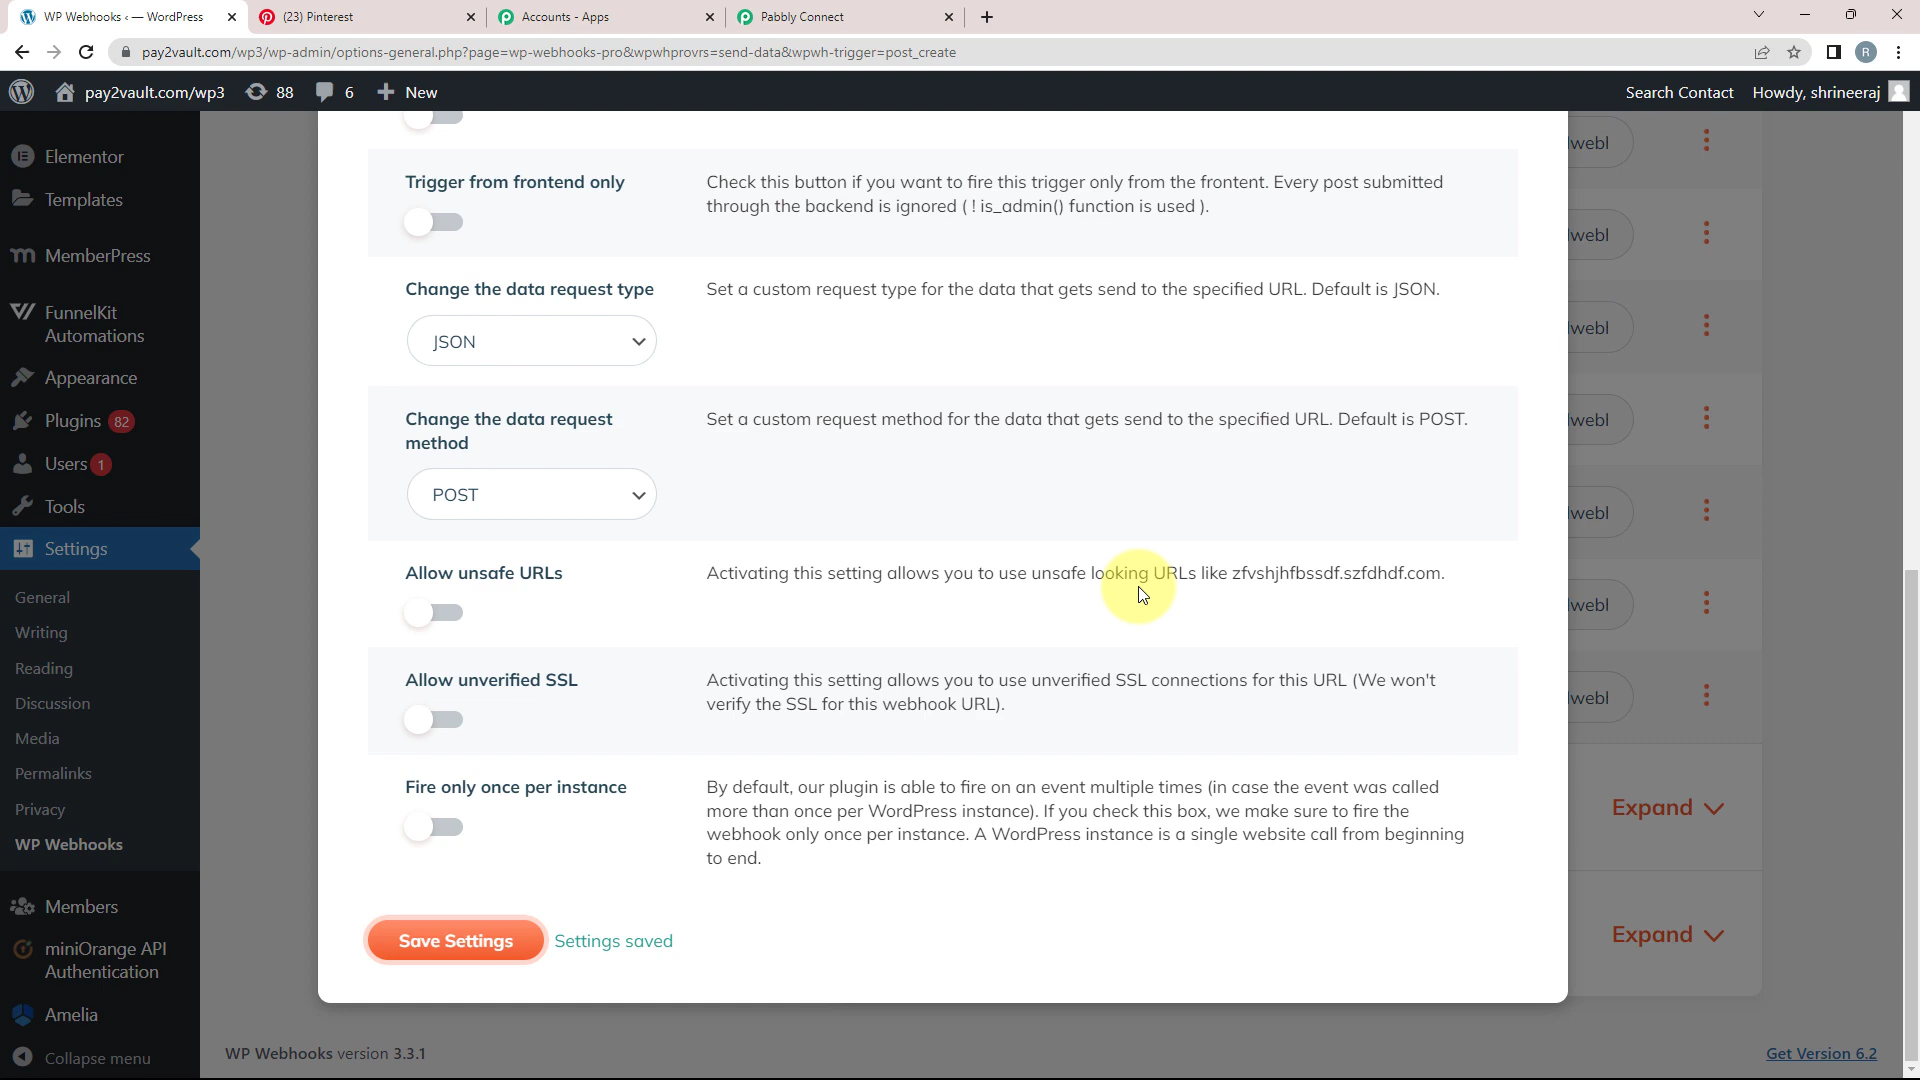 WP Webhooks ‹ — WordPress
(23) Pinterest
Accounts - Apps
Pabbly Connect
pay2vault.com/wp3/wp-admin/options-general.php?page=wp-webhooks-pro&wpwhprovrs=send-data&wpwh-trigger=post_create
R
pay2vault.com/wp3
88
6
New
Search Contact
Howdy, shrineeraj
Elementor
Templates
MemberPress
FunnelKit
Automations
Appearance
Plugins 82
Users 1
Tools
Settings
General
Writing
Reading
Discussion
Media
Permalinks
Privacy
WP Webhooks
Members
miniOrange API
Authentication
Amelia
Collapse menu
Trigger from frontend only
Check this button if you want to fire this trigger only from the frontent. Every post submitted
through the backend is ignored ( ! is_admin() function is used ).
Change the data request type
Set a custom request type for the data that gets send to the specified URL. Default is JSON.
JSON
Change the data request
method
Set a custom request method for the data that gets send to the specified URL. Default is POST.
POST
Allow unsafe URLs
Activating this setting allows you to use unsafe looking URLs like zfvshjhfbssdf.szfdhdf.com.
Allow unverified SSL
Activating this setting allows you to use unverified SSL connections for this URL (We won't
verify the SSL for this webhook URL).
Fire only once per instance
By default, our plugin is able to fire on an event multiple times (in case the event was called
more than once per WordPress instance). If you check this box, we make sure to fire the
webhook only once per instance. A WordPress instance is a single website call from beginning
to end.
Save Settings
Settings saved
lwebl
lwebl
lwebl
lwebl
lwebl
lwebl
lwebl
Expand
Expand
WP Webhooks version 3.3.1
Get Version 6.2